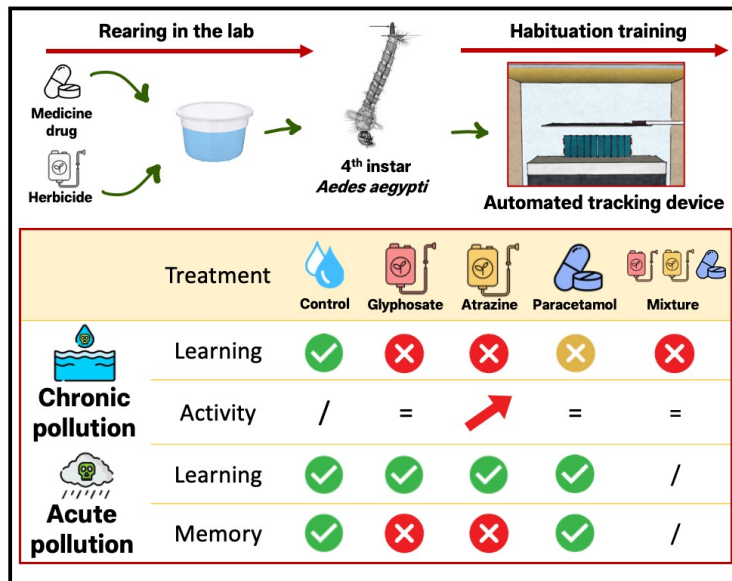 Rearing in the lab
Habituation training
Medicine
drug
Herbicide
4th instar
Aedes aegypti
Automated tracking device
Treatment
Control
Glyphosate
Atrazine
Paracetamol
Mixture
Chronic
pollution
Learning
Activity / = = =
Acute
pollution
Learning /
Memory /